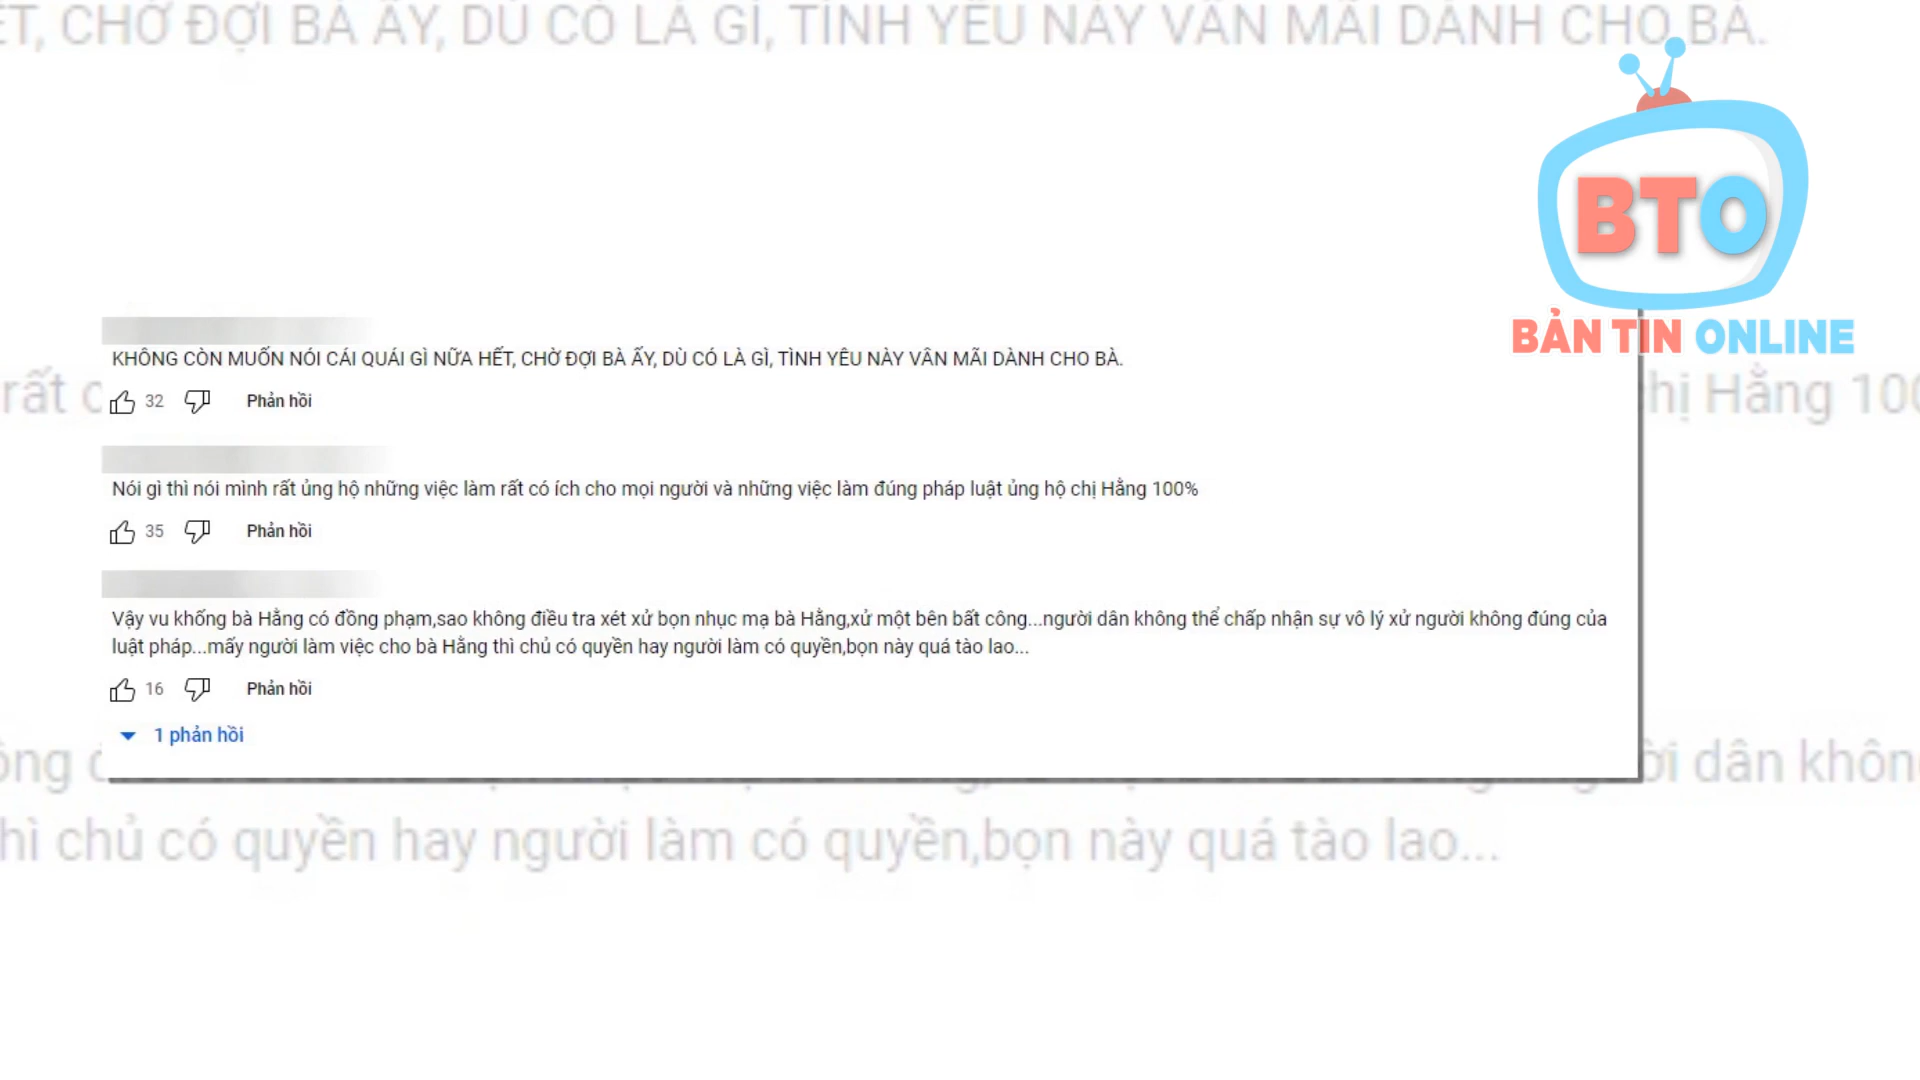 ET, CHỜ ĐỢI BÀ ẤY, DÙ CÓ LÀ GÌ, TÌNH YÊU NÀY VẪN MÃI DÀNH CHO BÀ.
BTO
BẢN TIN ONLINE
KHÔNG CÒN MUỐN NÓI CÁI QUÁI GÌ NỮA HẾT, CHỜ ĐỢI BÀ ẤY, DÙ CÓ LÀ GÌ, TÌNH YÊU NÀY VÂN MÃI DÀNH CHO BÀ.
rất c
hị Hằng 100
32 Phản hồi
Nói gì thì nói mình rất ủng hộ những việc làm rất có ích cho mọi người và những việc làm đúng pháp luật ủng hộ chị Hằng 100%
35 Phản hồi
Vậy vu khống bà Hằng có đồng phạm,sao không điều tra xét xử bọn nhục mạ bà Hằng,xử một bên bất công...người dân không thể chấp nhận sự vô lý xử người không đúng của
luật pháp...mấy người làm việc cho bà Hằng thì chủ có quyền hay người làm có quyền,bọn này quá tào lao...
16 Phản hồi
1 phản hồi
ông
ời dân khôn
hì chủ có quyền hay người làm có quyền,bọn này quá tào lao...